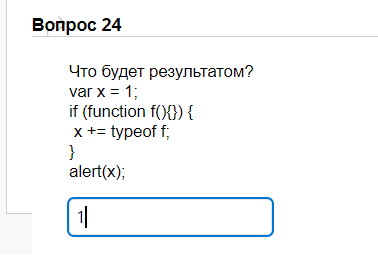 Вопрос 24
Что будет результатом?
var x = 1;
if (function f(){}) {
x += typeof f;
}
alert(x);
1